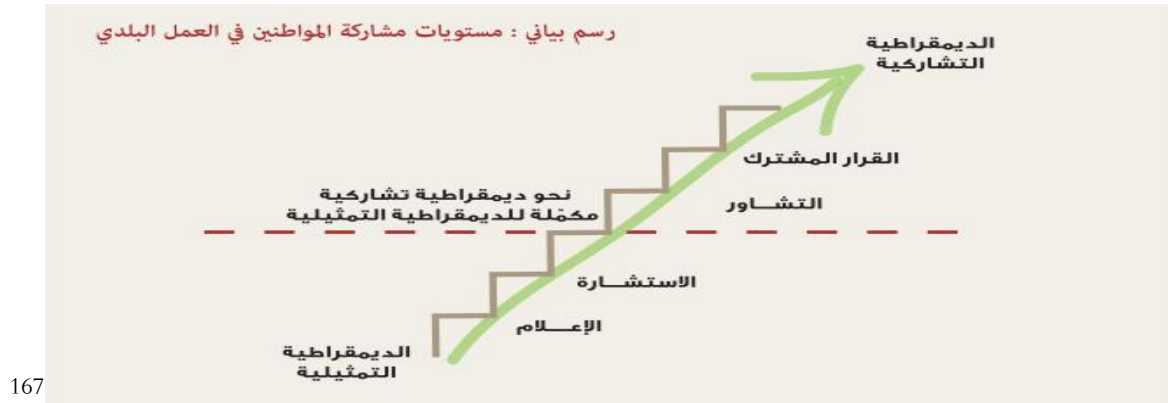 رسم بياني : مستويات مشاركة المواطنين في العمل البلدي
الديمقراطية
التشاركية
القرار المشترك
نحو ديمقراطية تشاركية
مكمّلة للديمقراطية التمثيلية
التشـــاور
الاستشـــارة
الإعـــلام
الديمقراطية
التمثيلية
167